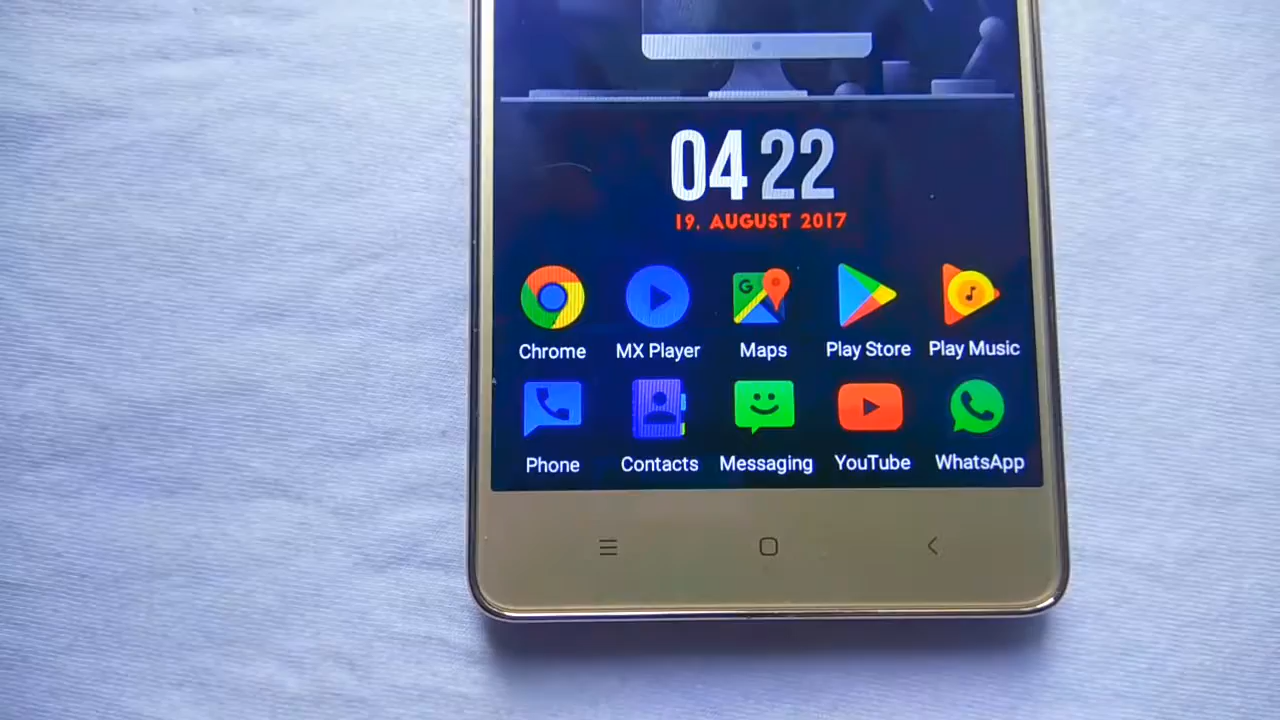 04 22
19. AUGUST 2017
G
Chrome MX Player Maps Play Store Play Music
Phone Contacts Messaging YouTube WhatsApp